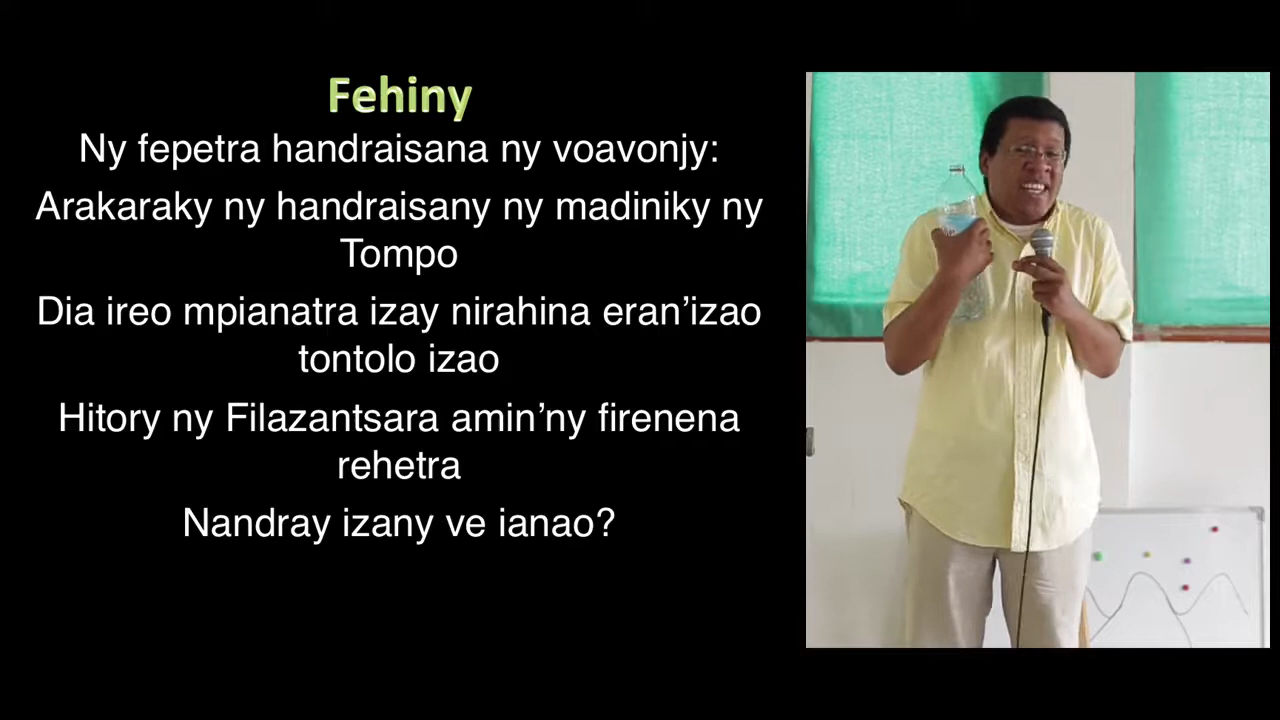 Fehiny
Ny fepetra handraisana ny voavonjy:
Arakaraky ny handraisany ny madiniky ny
Tompo
Dia ireo mpianatra izay nirahina eran’izao
tontolo izao
Hitory ny Filazantsara amin’ny firenena
rehetra
Nandray izany ve ianao?